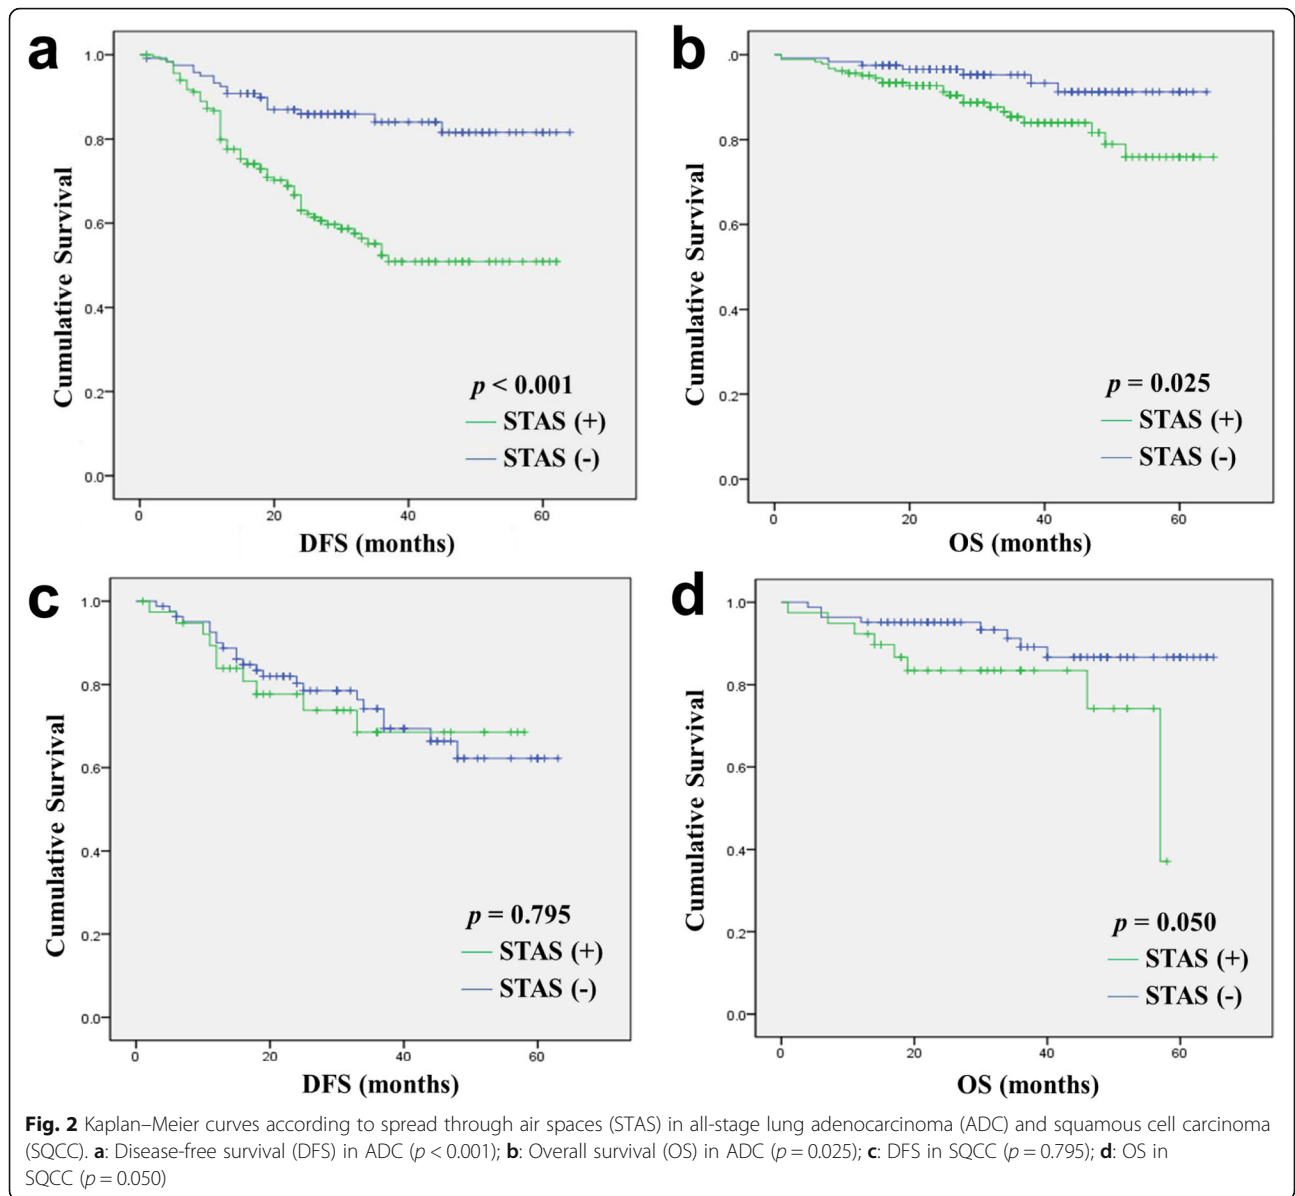 a
1.0
0.8
0.6
0.4
0.2
0.0
Cumulative Survival
p < 0.001
STAS (+)
STAS (-)
0 20 40 60
DFS (months)
b
.0
0.8
0.6
0.4
0.2
0.0
Cumulative Survival
p = 0.025
STAS (+)
STAS (-)
0 20 40 60
OS (months)
c
1.0
0.8
0.6
0.4
0.2
0.0
Cumulative Survival
p = 0.795
STAS (+)
STAS (-)
0 20 40 60
DFS (months)
d
1.0
0.8
0.6
0.4
0.2
0.0
Cumulative Survival
p = 0.050
STAS (+)
STAS (-)
0 20 40 60
OS (months)
Fig. 2 Kaplan–Meier curves according to spread through air spaces (STAS) in all-stage lung adenocarcinoma (ADC) and squamous cell carcinoma
(SQCC). a: Disease-free survival (DFS) in ADC (p < 0.001); b: Overall survival (OS) in ADC (p = 0.025); c: DFS in SQCC (p = 0.795); d: OS in
SQCC (p = 0.050)